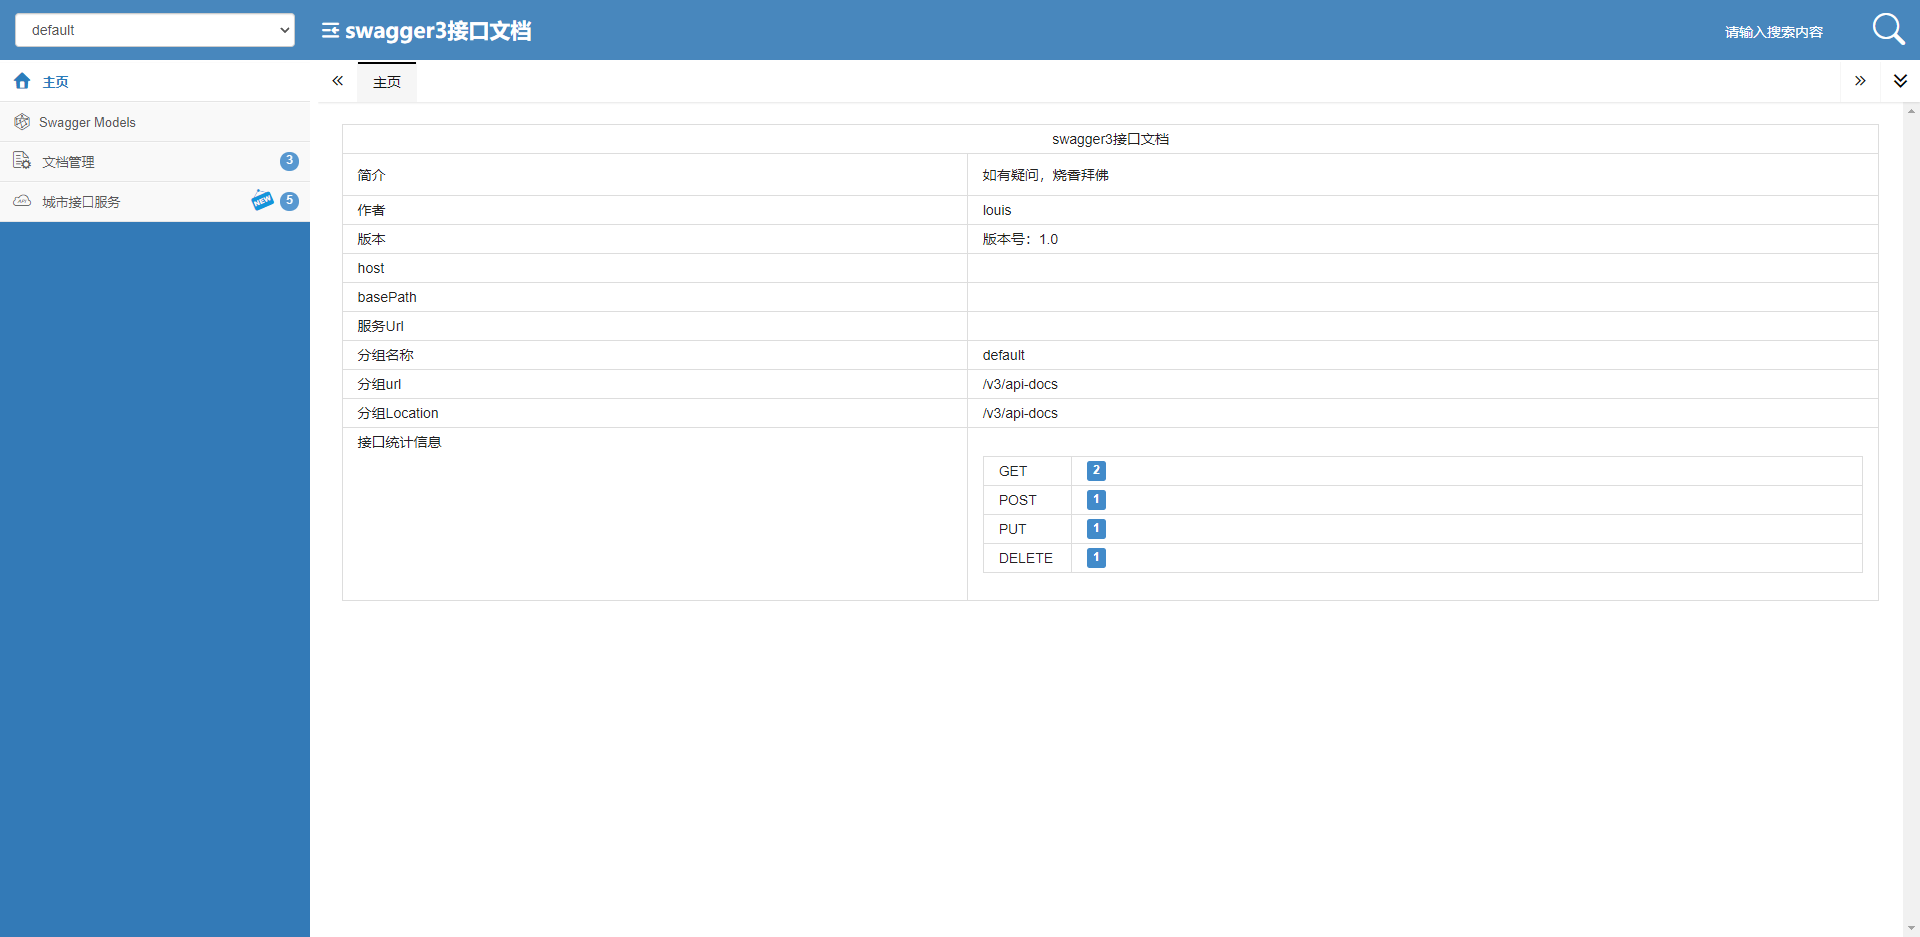 default
swagger3接口文档
请输入搜索内容
主页
Swagger Models
文档管理
3
城市接口服务
NEW
5
主页
swagger3接口文档
简介
如有疑问，烧香拜佛
作者
louis
版本
版本号：1.0
host
basePath
服务Url
分组名称
default
分组url
/v3/api-docs
分组Location
/v3/api-docs
接口统计信息
GET
2
POST
1
PUT
1
DELETE
1